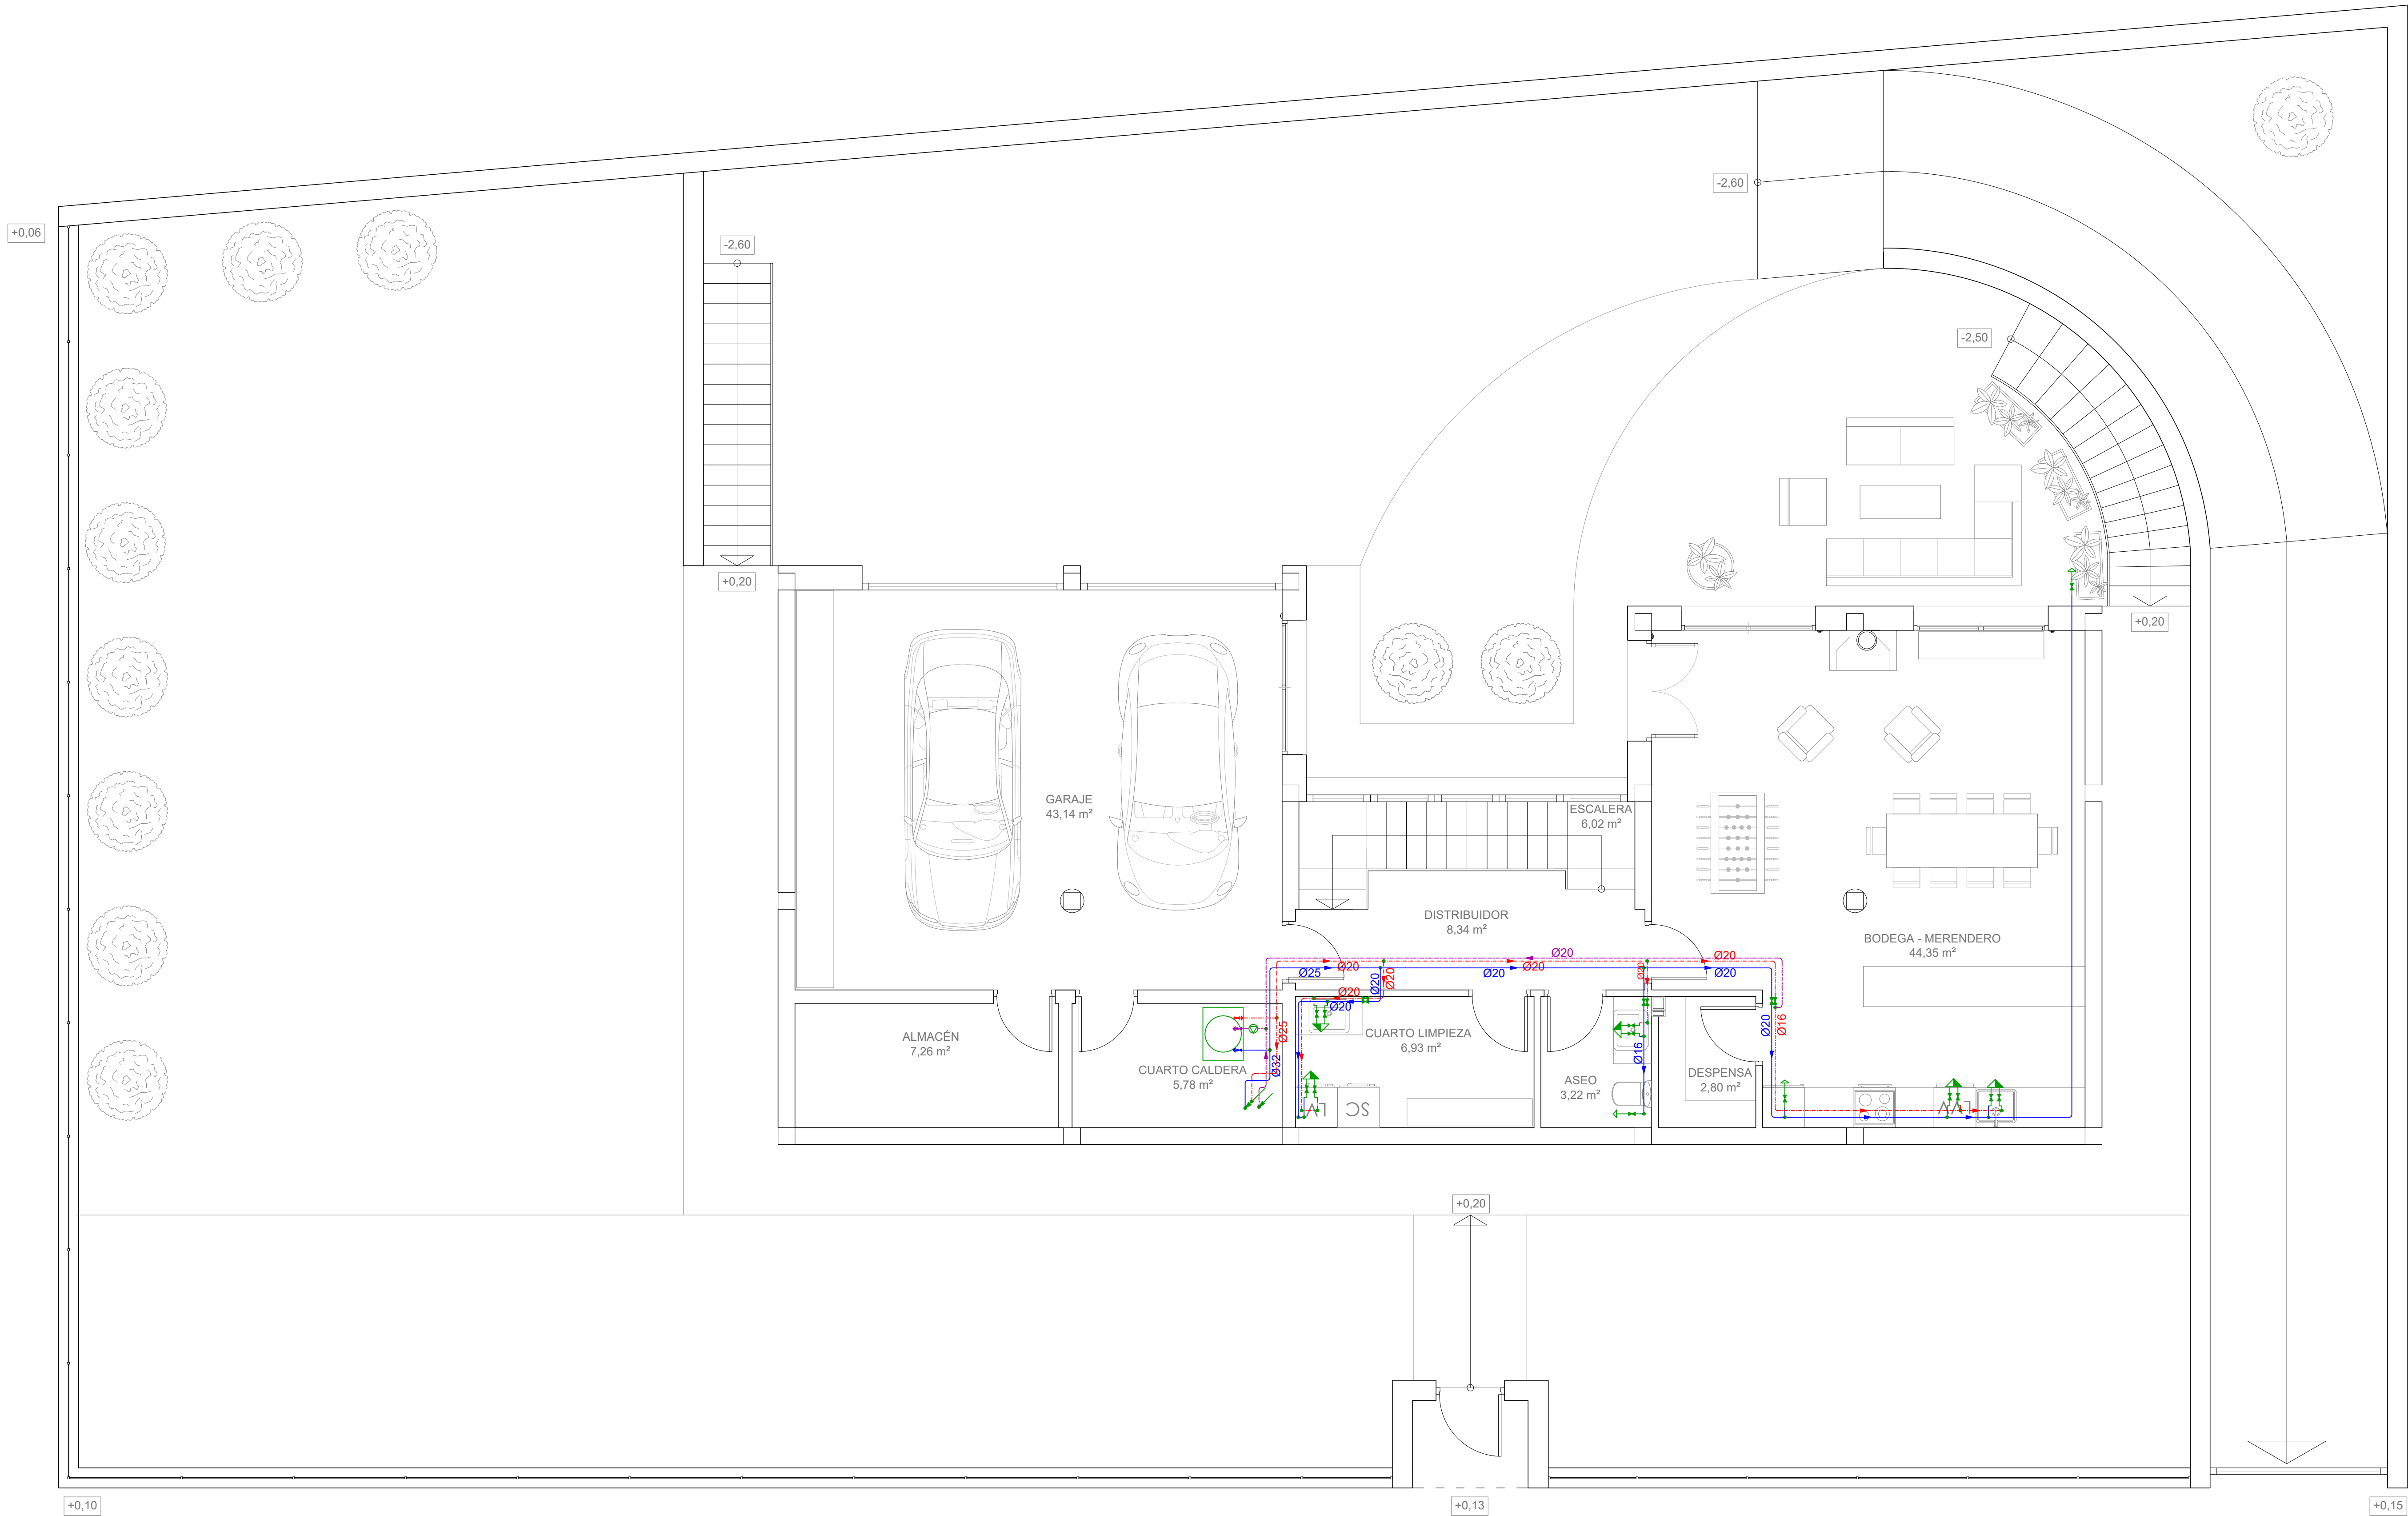 +0,06
-2,60
-2,60
-2,50
+0,20
+0,20
GARAJE
43,14 m²
ESCALERA
6,02 m²
DISTRIBUIDOR
8,34 m²
BODEGA - MERENDERO
44,35 m²
Ø20
Ø20
Ø25
Ø20
Ø20
Ø20
Ø20
Ø20
Ø20
Ø20
Ø20
Ø20
Ø25
Ø32
Ø16
Ø20
Ø16
ALMACÉN
7,26 m²
CUARTO CALDERA
5,78 m²
CUARTO LIMPIEZA
6,93 m²
ASEO
3,22 m²
DESPENSA
2,80 m²
LV
SC
LVV
+0,20
+0,10
+0,13
+0,15